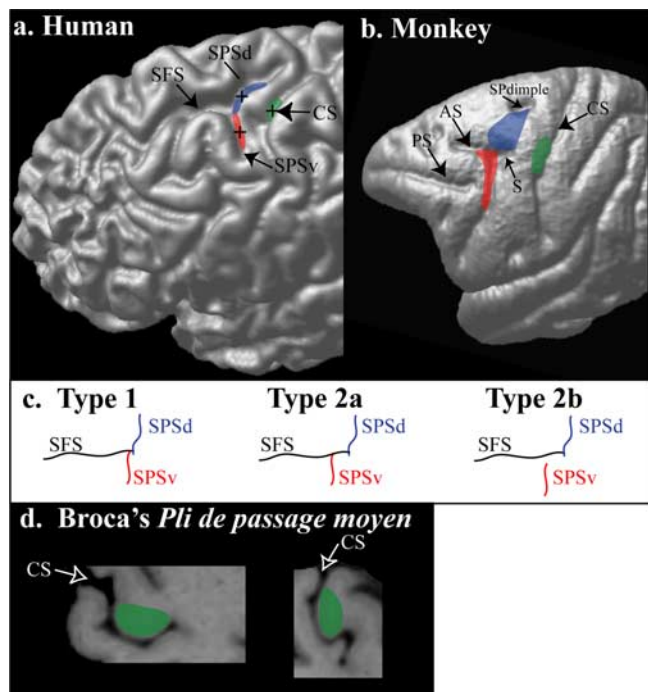 a. Human
SPSd
SFS
CS
SPSv
b. Monkey
SPdimple
CS
AS
PS
S
c. Type 1
Type 2a
Type 2b
SPSd
SFS
SPSv
SPSd
SFS
SPSv
SPSd
SFS
SPSv
d. Broca's Pli de passage moyen
CS
CS